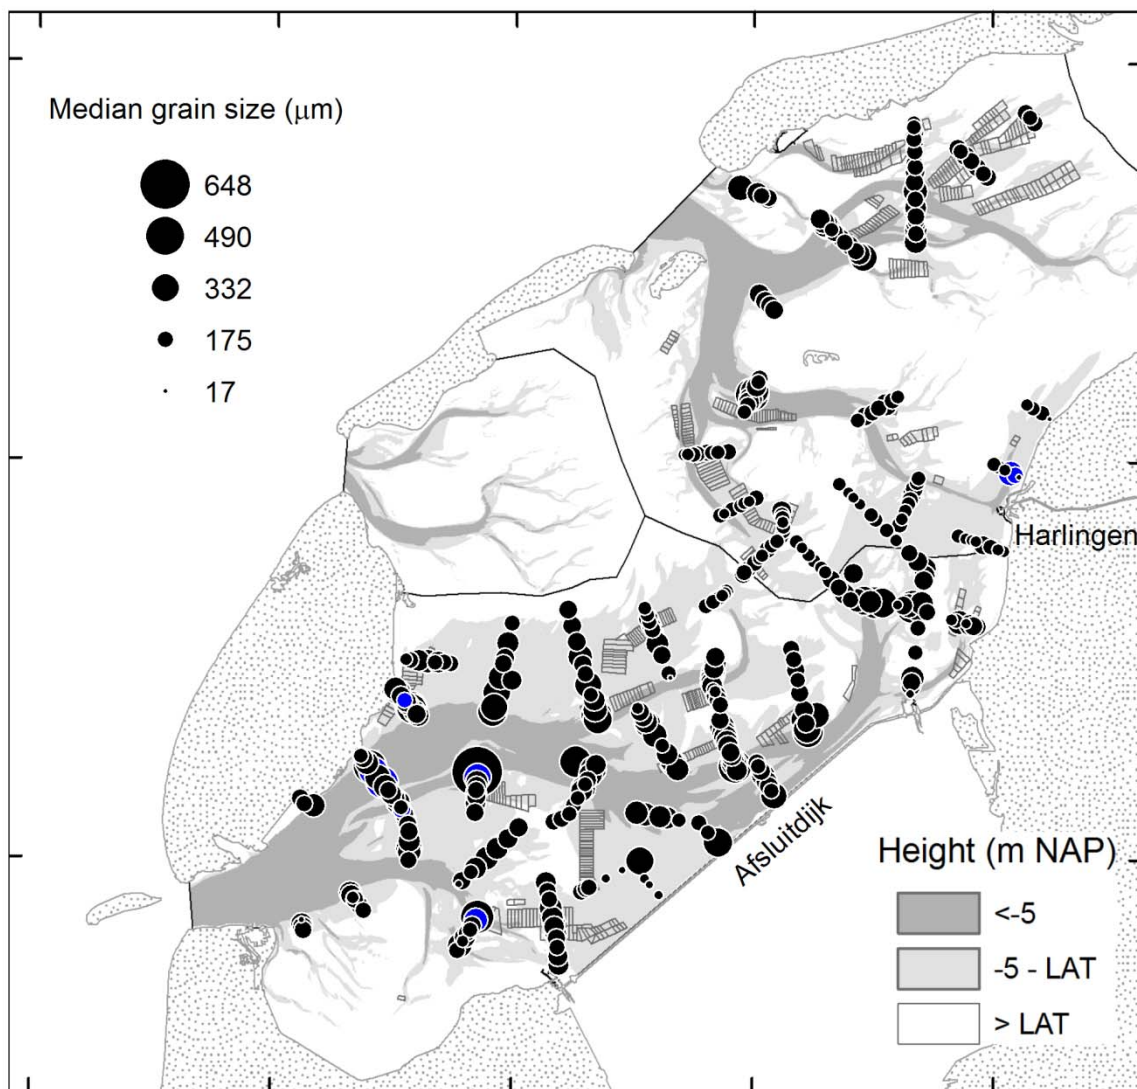 Median grain size (μm)
648
490
332
175
17
Harlingen
Afsluitdijk
Height (m NAP)
<-5
-5 - LAT
> LAT